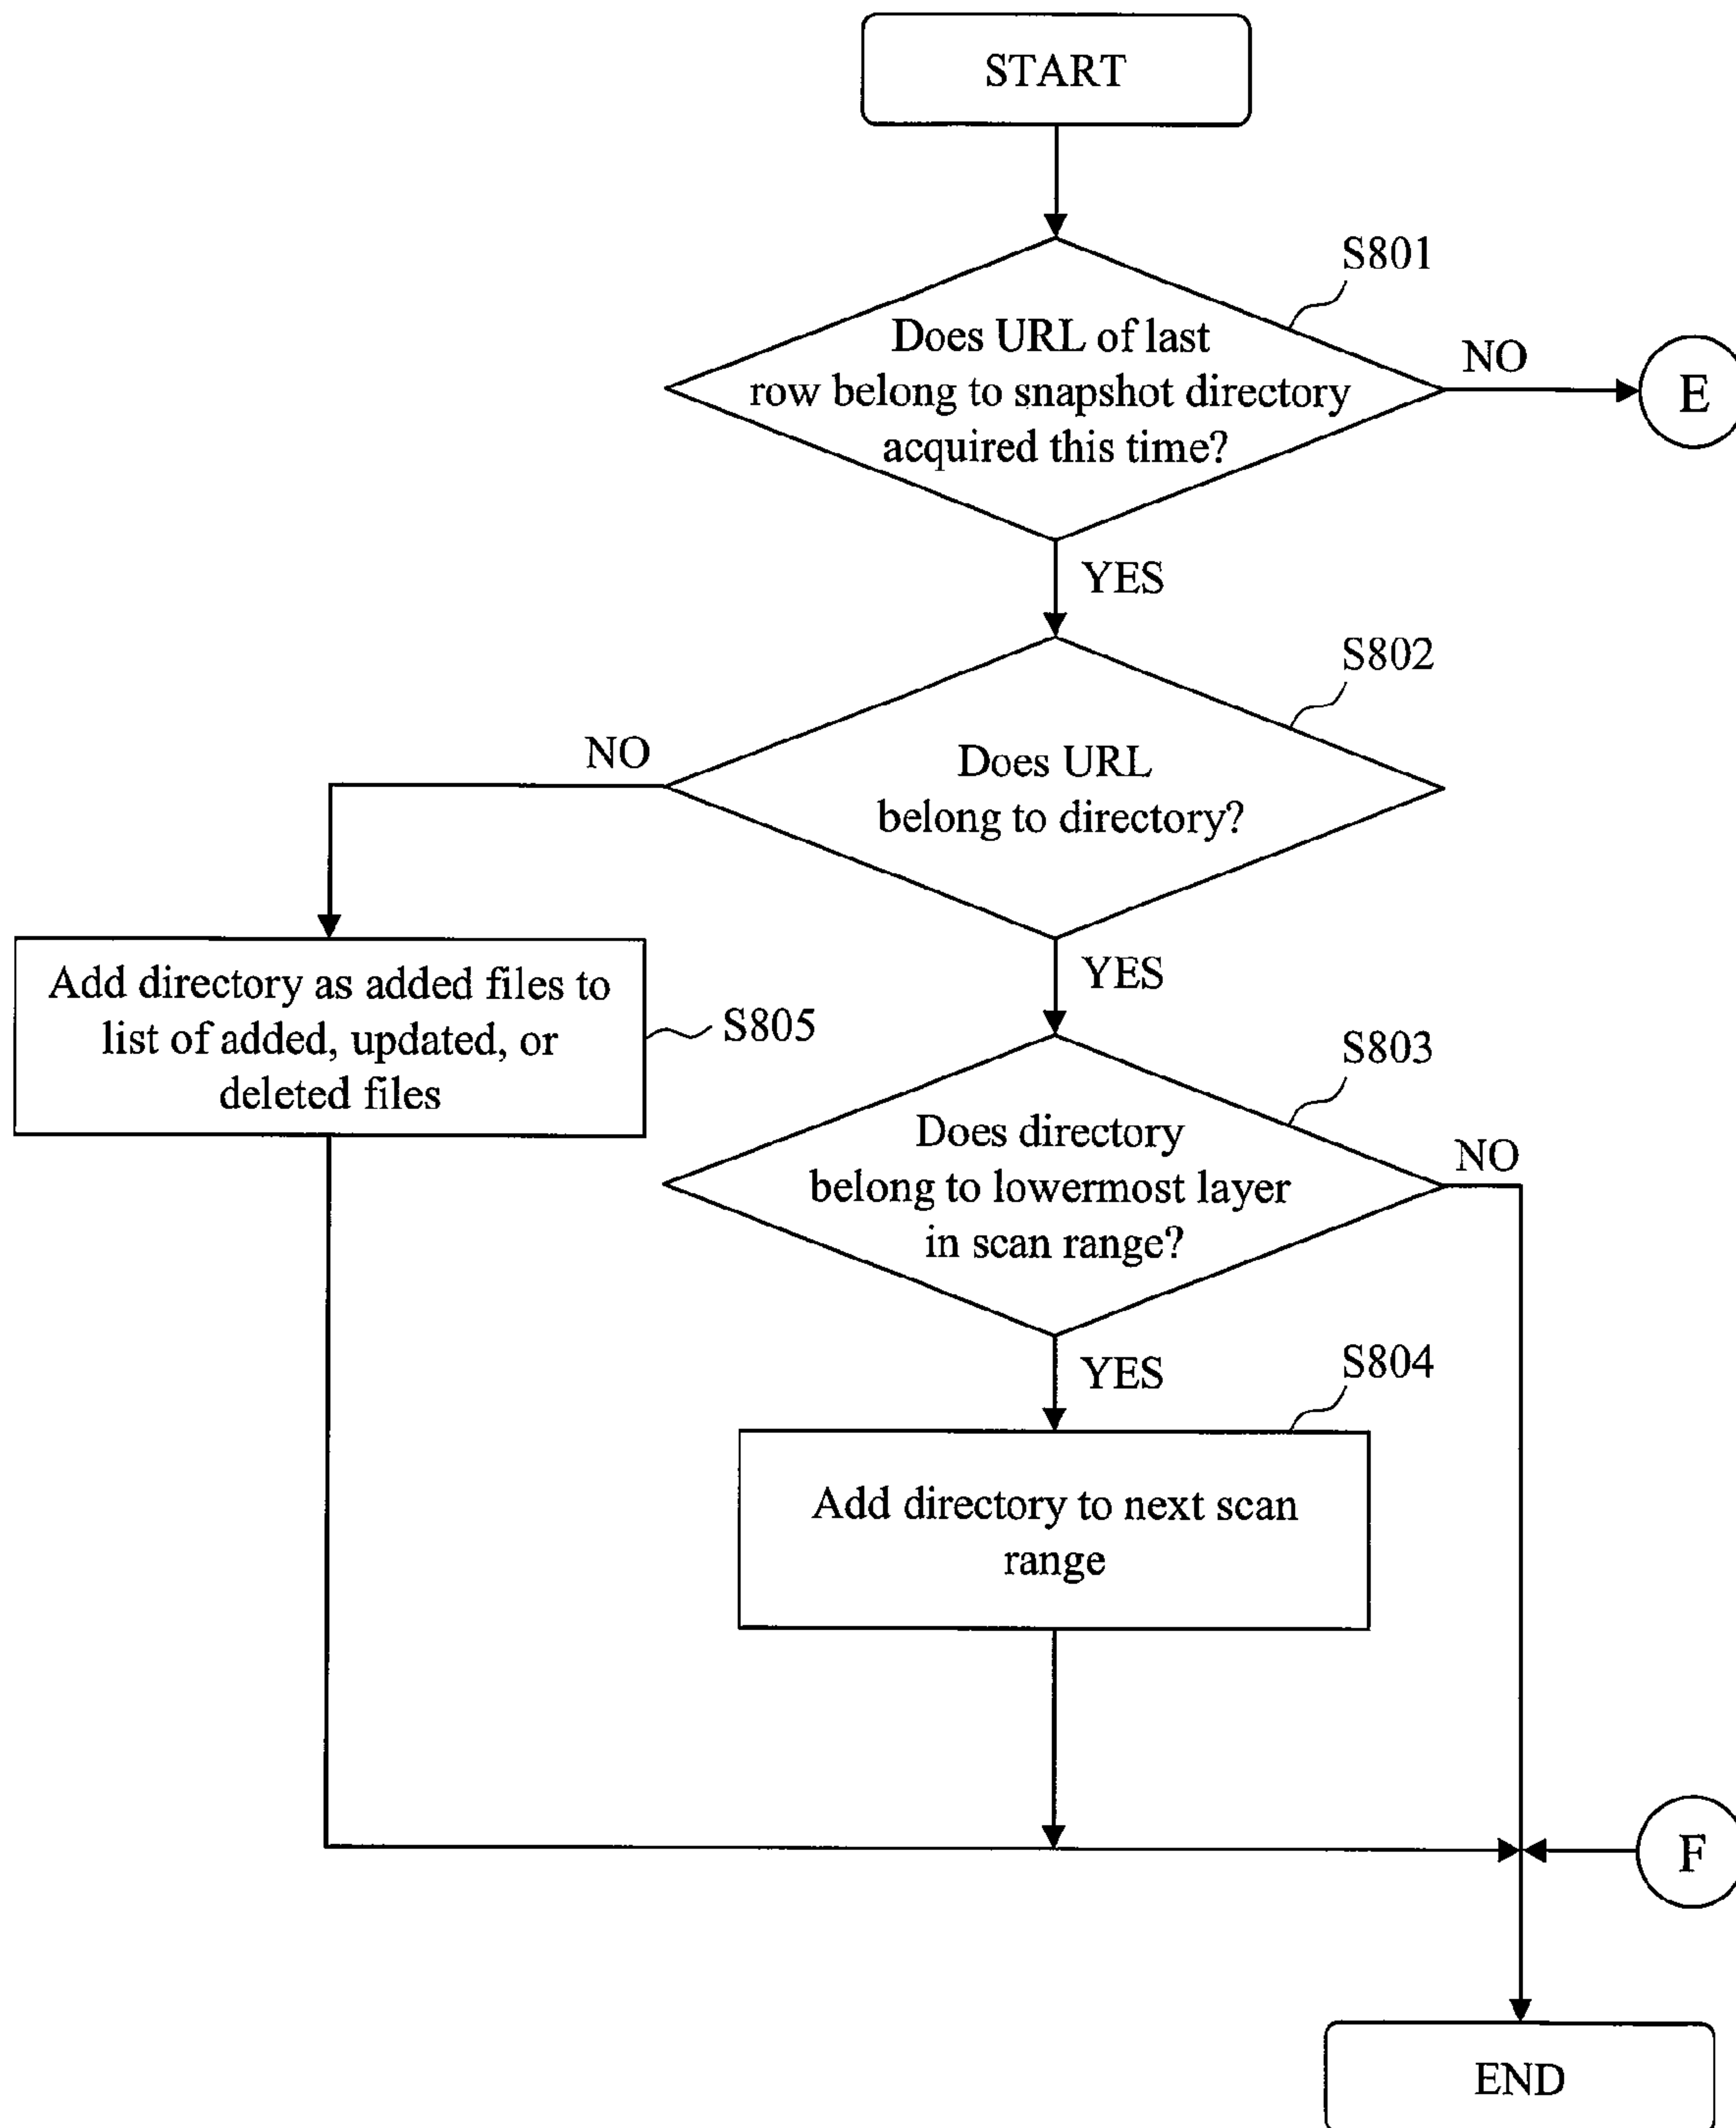 START
S801
Does URL of last
row belong to snapshot directory
acquired this time?
NO
E
YES
S802
Does URL
belong to directory?
NO
YES
Add directory as added files to
list of added, updated, or
deleted files
S805
S803
Does directory
belong to lowermost layer
in scan range?
NO
YES
S804
Add directory to next scan
range
F
END